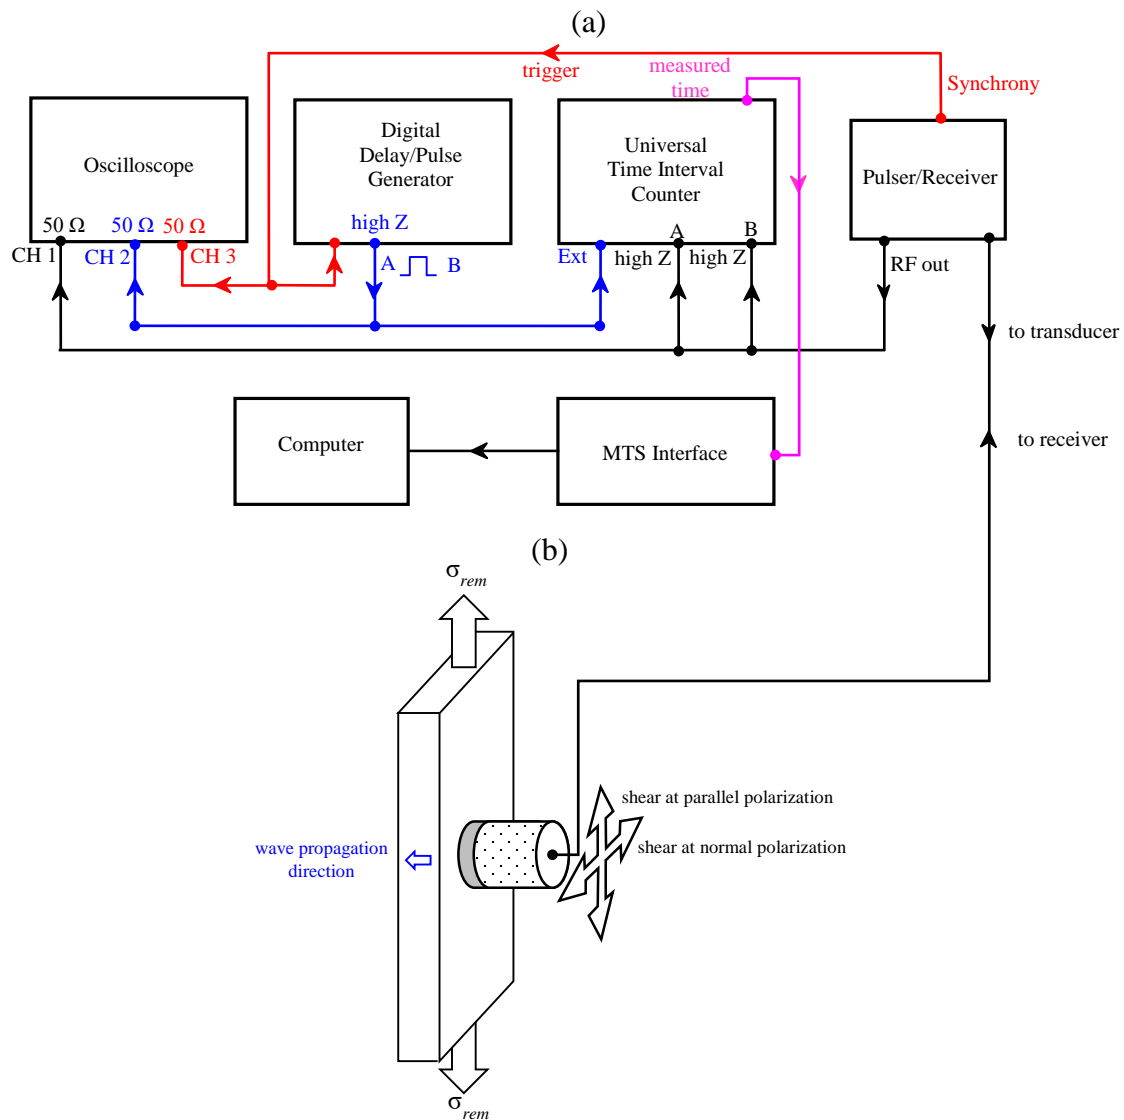 (a)
trigger
measured
time
Synchrony
Oscilloscope
50 Ω
50 Ω
50 Ω
CH 1
CH 2
CH 3
Digital
Delay/Pulse
Generator
high Z
A
B
Universal
Time Interval
Counter
A
B
Ext
high Z
high Z
Pulser/Receiver
RF out
to transducer
to receiver
Computer
MTS Interface
(b)
σrem
shear at parallel polarization
shear at normal polarization
wave propagation
direction
σrem